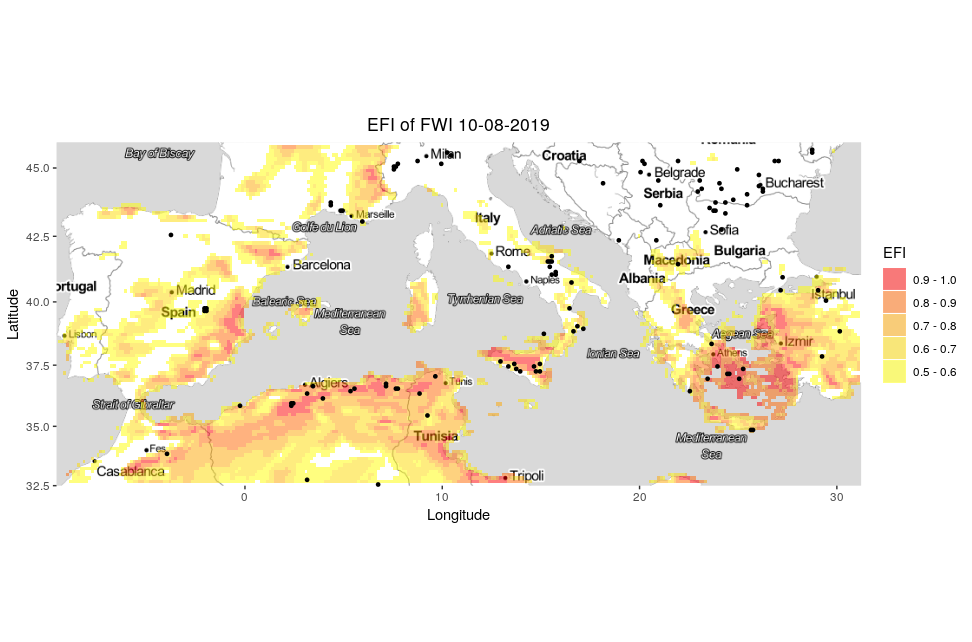 EFI of FWI 10-08-2019
Bay of Biscay
Milan
Croatia
Romania
Belgrade
Serbia
Bucharest
Marseille
Golfe du Lion
Italy
Adriatic Sea
Sofia
Bulgaria
Rome
Macedonia
Barcelona
Naples
Albania
ortugal
Madrid
Spain
Balearic Sea
Mediterranean
Sea
Tyrrhenian Sea
Greece
Istanbul
Lisbon
Ionian Sea
Aegean Sea
Izmir
Athens
Algiers
Tunis
Strait of Gibraltar
Fes
Tunisia
Mediterranean
Sea
Casablanca
Tripoli
45.0
42.5
40.0
37.5
35.0
32.5
0
10
20
30
Latitude
Longitude
EFI
0.9 - 1.0
0.8 - 0.9
0.7 - 0.8
0.6 - 0.7
0.5 - 0.6